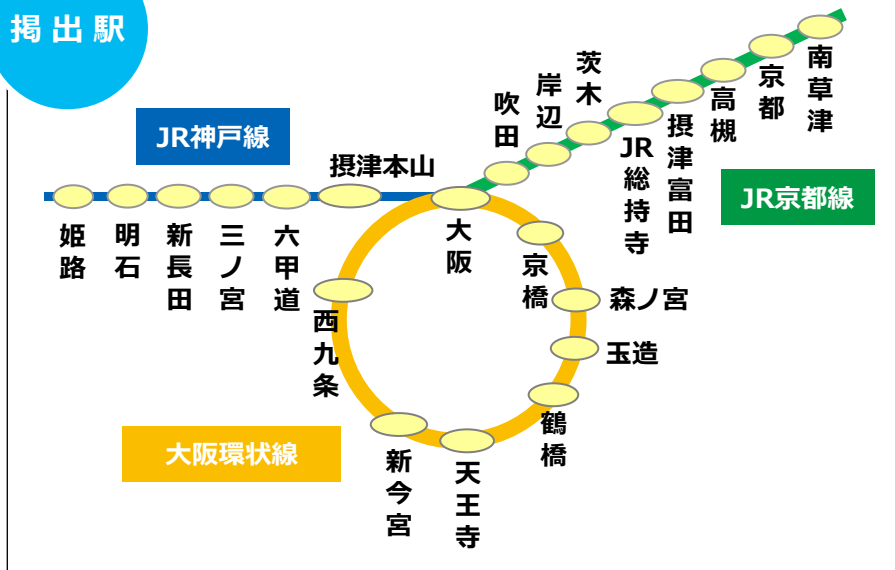 掲出駅
JR神戸線
摂津本山
姫路
明石
新長田
三ノ宮
六甲道
大阪
吹田
岸辺
茨木
JR総持寺
摂津富田
高槻
京都
南草津
JR京都線
京橋
森ノ宮
玉造
鶴橋
天王寺
新今宮
西九条
大阪環状線